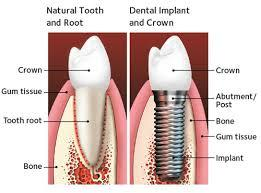 Natural Tooth
and Root
Dental Implant
and Crown
Crown
Gum tissue
Tooth root
Bone
Crown
Abutment/
Post
Bone
Gum tissue
Implant